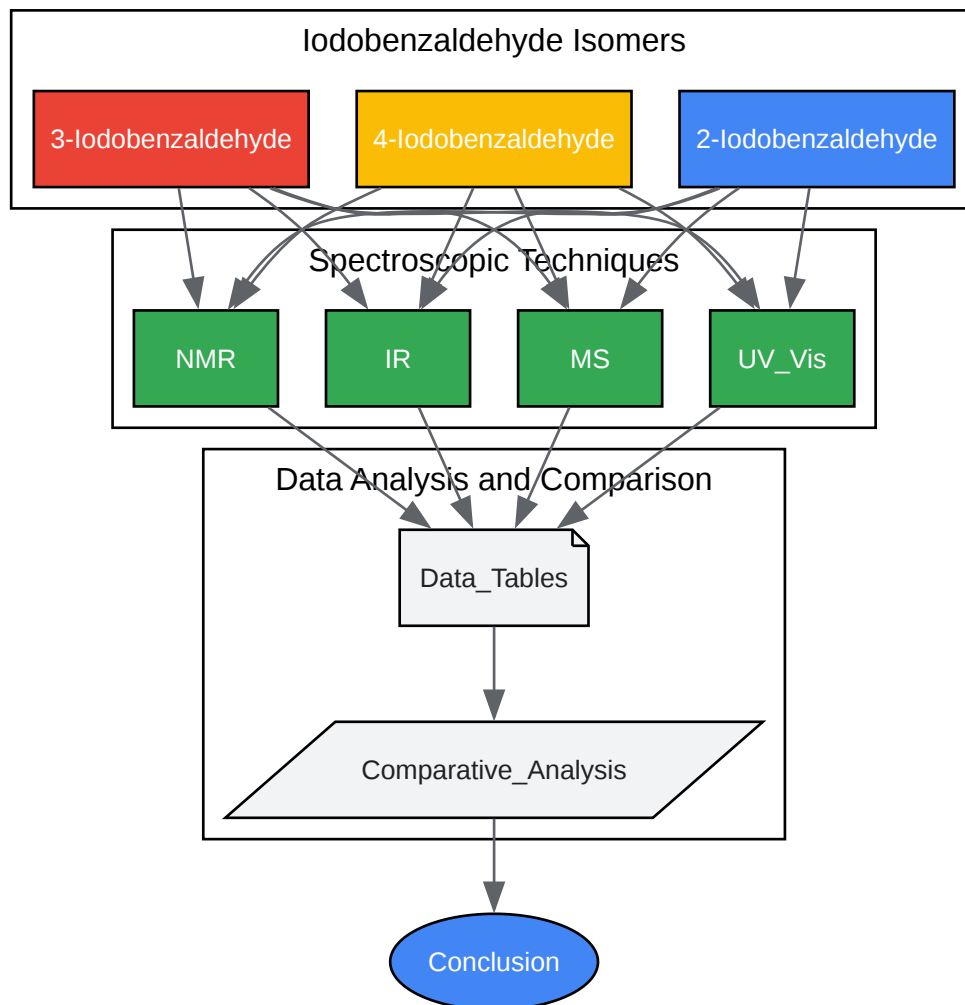 Iodobenzaldehyde Isomers
3-Iodobenzaldehyde
4-Iodobenzaldehyde
2-Iodobenzaldehyde
Spectroscopic Techniques
NMR
IR
MS
UV_Vis
Data Analysis and Comparison
Data_Tables
Comparative_Analysis
Conclusion